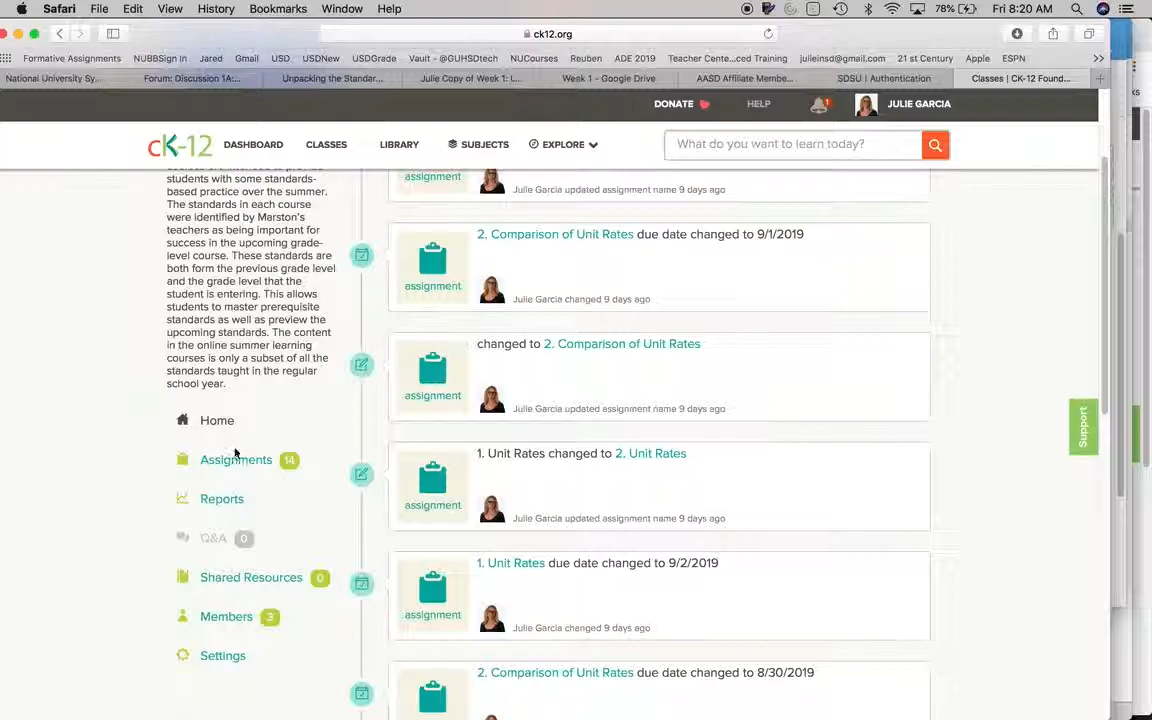 Safari File Edit View History Bookmarks Window Help 78% Fri 8:20 AM
ck12.org
Formative Assignments NUBBSign In Jared Gmail USD USDNew USDGrade Vault - @GUHSDtech NUCourses Reuben ADE 2019 Teacher Cente...ced Training julieinsd@gmail.com 21 st Century Apple ESPN
National University Sy... Forum: Discussion 1A:... Unpacking the Standar... Julie Copy of Week 1: I... Week 1 - Google Drive AASD Affiliate Membe... SDSU | Authentication Classes | CK-12 Found...
DONATE HELP 1 JULIE GARCIA
cK-12 DASHBOARD CLASSES LIBRARY SUBJECTS EXPLORE What do you want to learn today?
students with some standards-
based practice over the summer.
The standards in each course
were identified by Marston's
teachers as being important for
success in the upcoming grade-
level course. These standards are
both form the previous grade level
and the grade level that the
student is entering. This allows
students to master prerequisite
standards as well as preview the
upcoming standards. The content
in the online summer learning
courses is only a subset of all the
standards taught in the regular
school year.
Home
Assignments 14
Reports
Q&A 0
Shared Resources 0
Members 3
Settings
assignment
Julie Garcia updated assignment name 9 days ago
2. Comparison of Unit Rates due date changed to 9/1/2019
assignment
Julie Garcia changed 9 days ago
changed to 2. Comparison of Unit Rates
assignment
Julie Garcia updated assignment name 9 days ago
1. Unit Rates changed to 2. Unit Rates
assignment
Julie Garcia updated assignment name 9 days ago
1. Unit Rates due date changed to 9/2/2019
assignment
Julie Garcia changed 9 days ago
2. Comparison of Unit Rates due date changed to 8/30/2019
Support